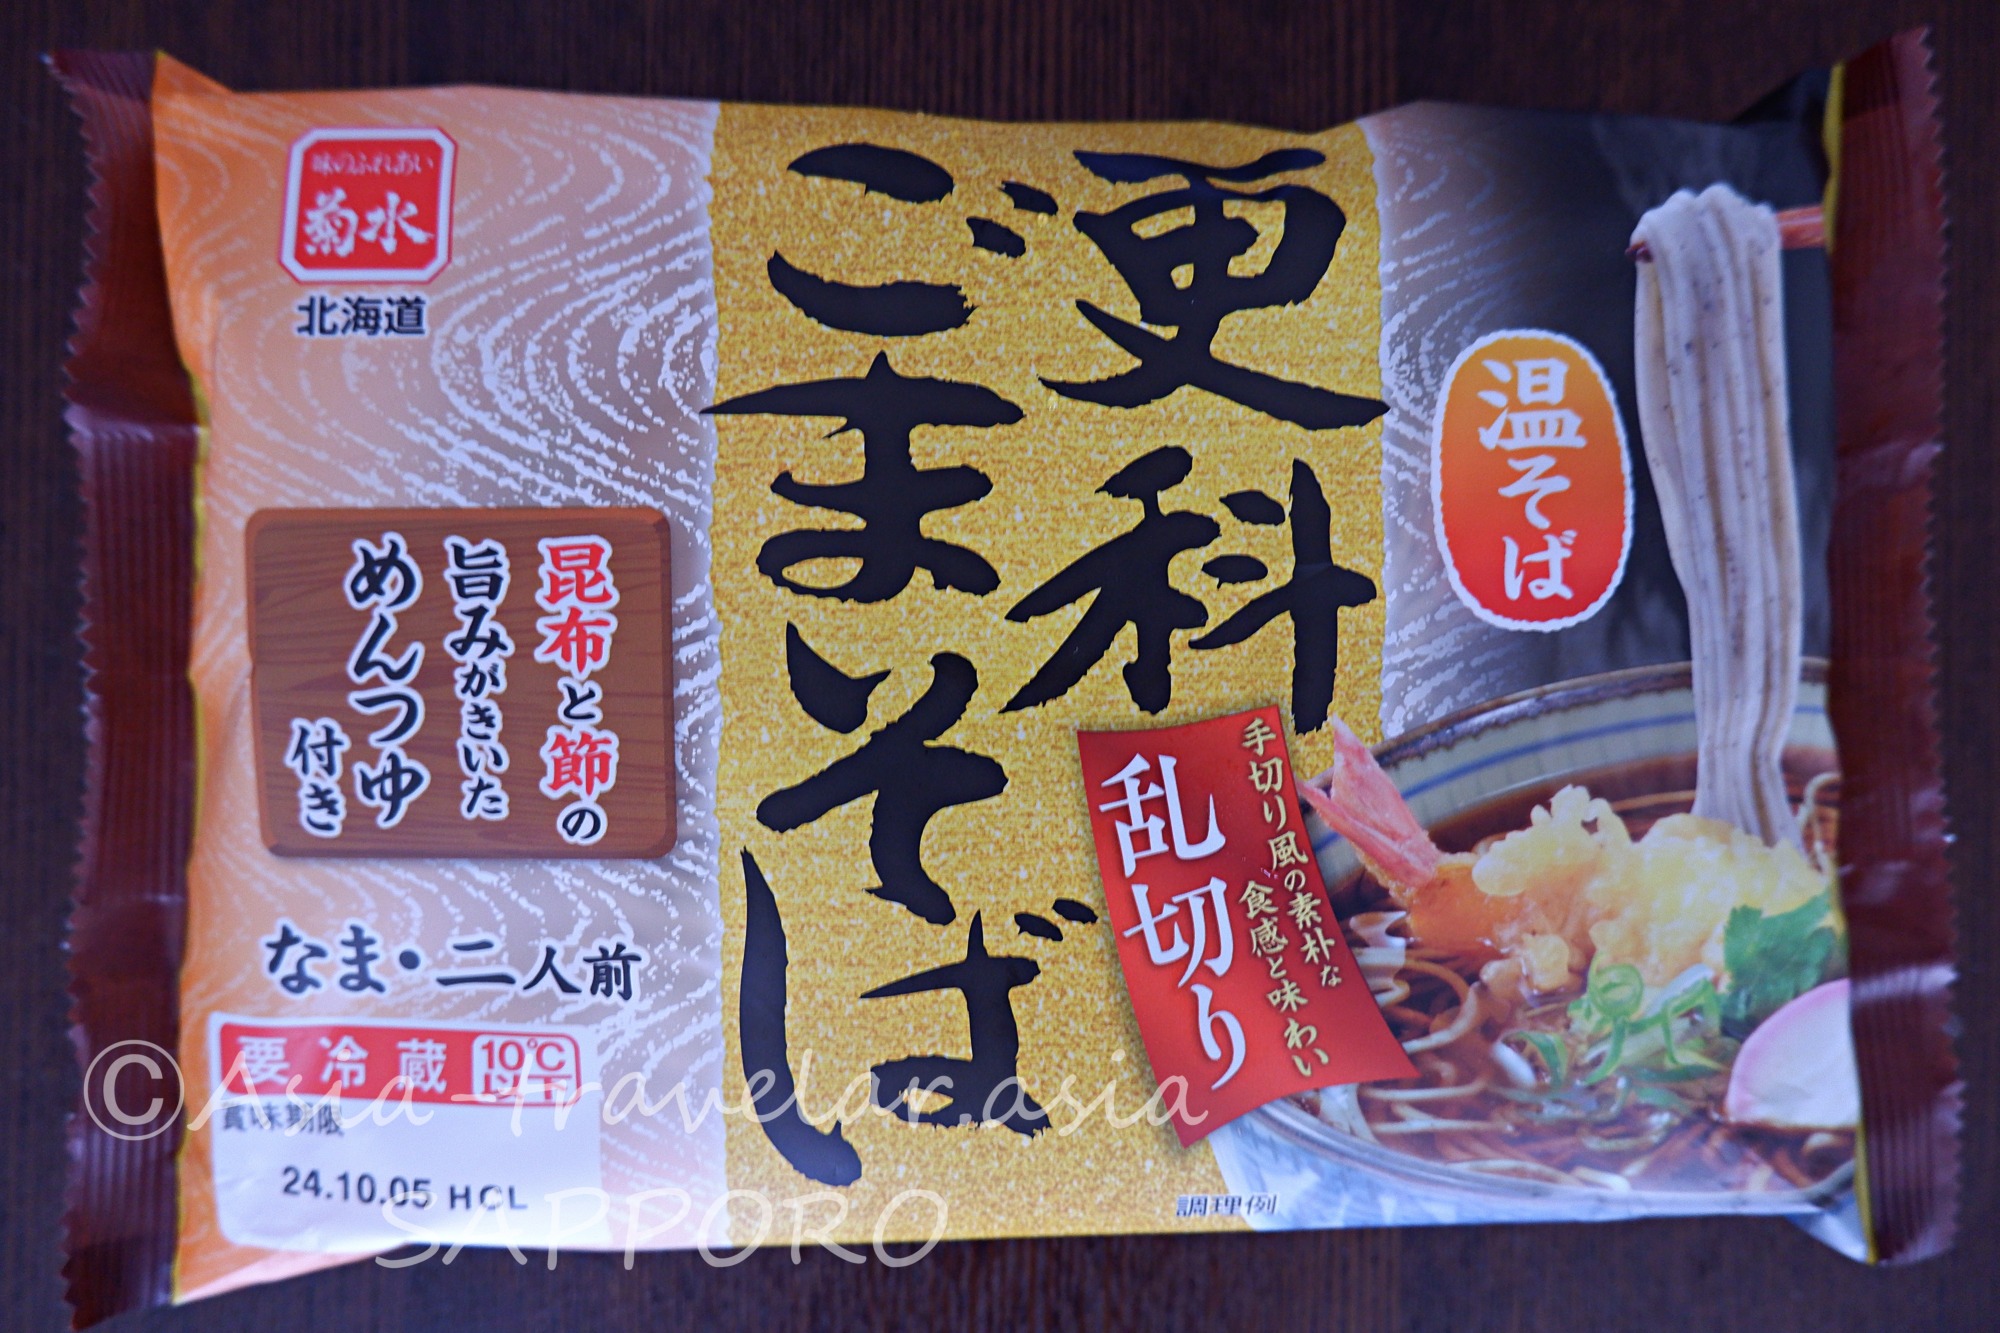 味のふれあい
菊水
北海道
更科
ごまそば
温そば
乱切り
手切り風の素朴な
食感と味わい
昆布と節の
旨みがきいた
めんつゆ
付き
なま・二人前
要冷蔵 10℃以下
賞味期限
24.10.05 HCL
調理例
©Asia-travelar.asia
SAPPORO